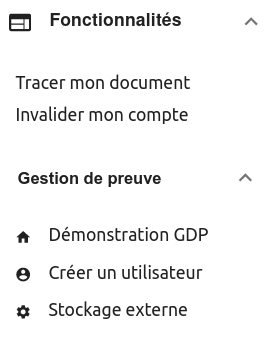 Fonctionnalités
Tracer mon document
Invalider mon compte
Gestion de preuve
Démonstration GDP
Créer un utilisateur
Stockage externe